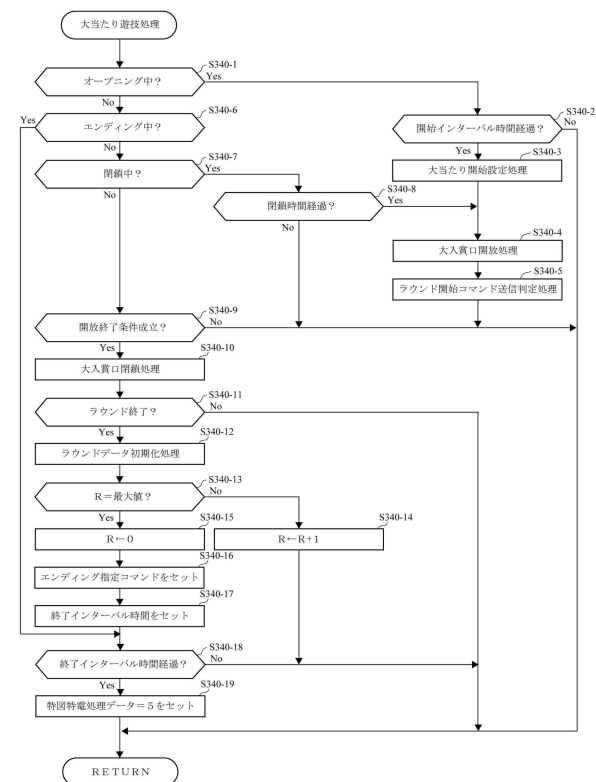 大当たり遊技処理
S340-1
オープニング中？
Yes
No
S340-6
S340-2
Yes
エンディング中？
開始インターバル時間経過？
No
No
Yes
S340-7
S340-3
閉鎖中？
Yes
大当たり開始設定処理
No
S340-8
閉鎖時間経過？
Yes
No
S340-4
大入賞口開放処理
S340-5
ラウンド開始コマンド送信判定処理
S340-9
開放終了条件成立？
No
Yes
S340-10
大入賞口閉鎖処理
S340-11
ラウンド終了？
No
Yes
S340-12
ラウンドデータ初期化処理
S340-13
R＝最大値？
No
Yes
S340-15
S340-14
R←0
R←R+1
S340-16
エンディング指定コマンドをセット
S340-17
終了インターバル時間をセット
S340-18
終了インターバル時間経過？
No
Yes
S340-19
特図特電処理データ＝5をセット
RETURN